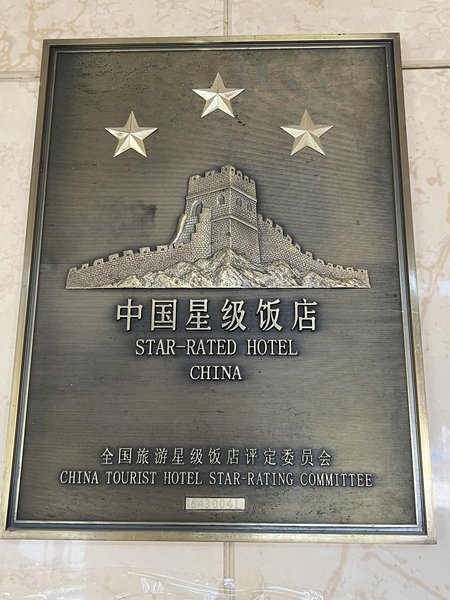 中国星级饭店
STAR-RATED HOTEL
CHINA
全国旅游星级饭店评定委员会
CHINA TOURIST HOTEL STAR-RATING COMMITTEE
6430041